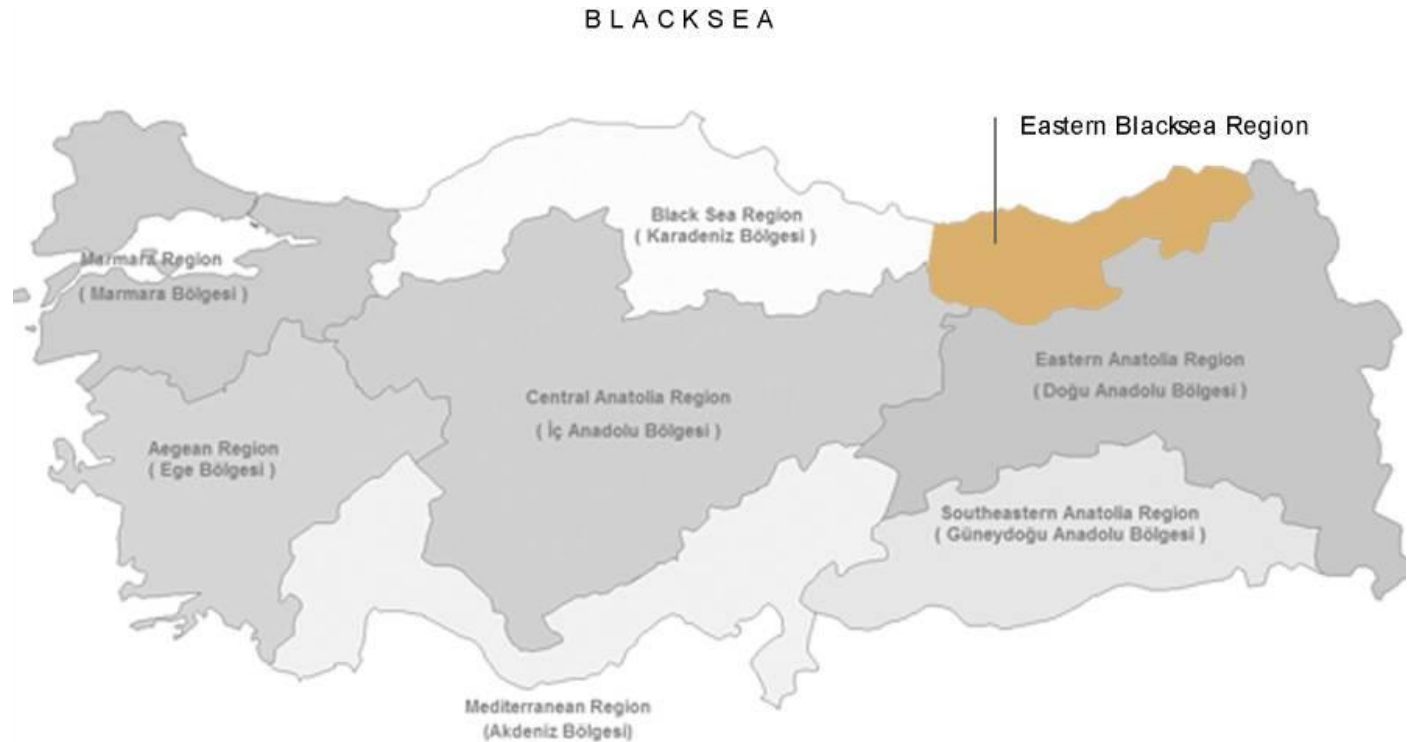 BLACKSEA
Eastern Blacksea Region
Black Sea Region
( Karadeniz Bölgesi )
Marmara Region
( Marmara Bölgesi )
Eastern Anatolia Region
( Doğu Anadolu Bölgesi )
Central Anatolia Region
( İç Anadolu Bölgesi )
Aegean Region
( Ege Bölgesi )
Southeastern Anatolia Region
( Güneydoğu Anadolu Bölgesi )
Mediterranean Region
(Akdeniz Bölgesi)